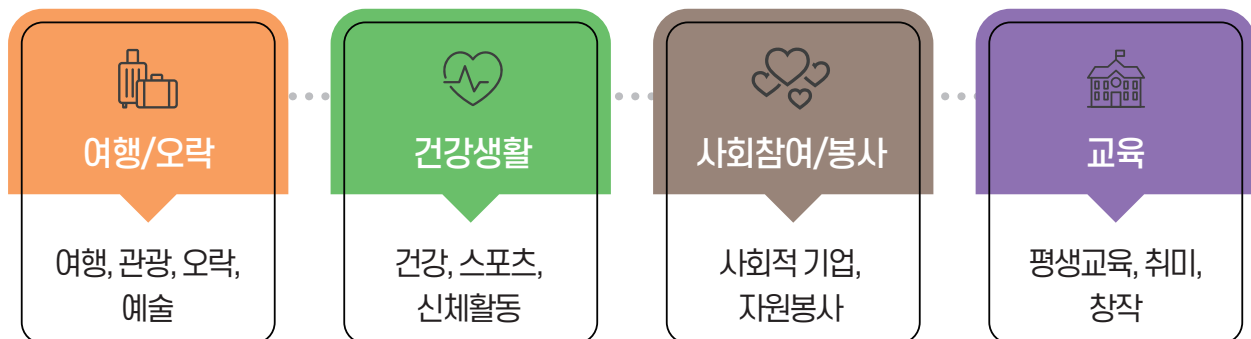 여행/오락
여행, 관광, 오락,
예술
건강생활
건강, 스포츠,
신체활동
사회참여/봉사
사회적 기업,
자원봉사
교육
평생교육, 취미,
창작